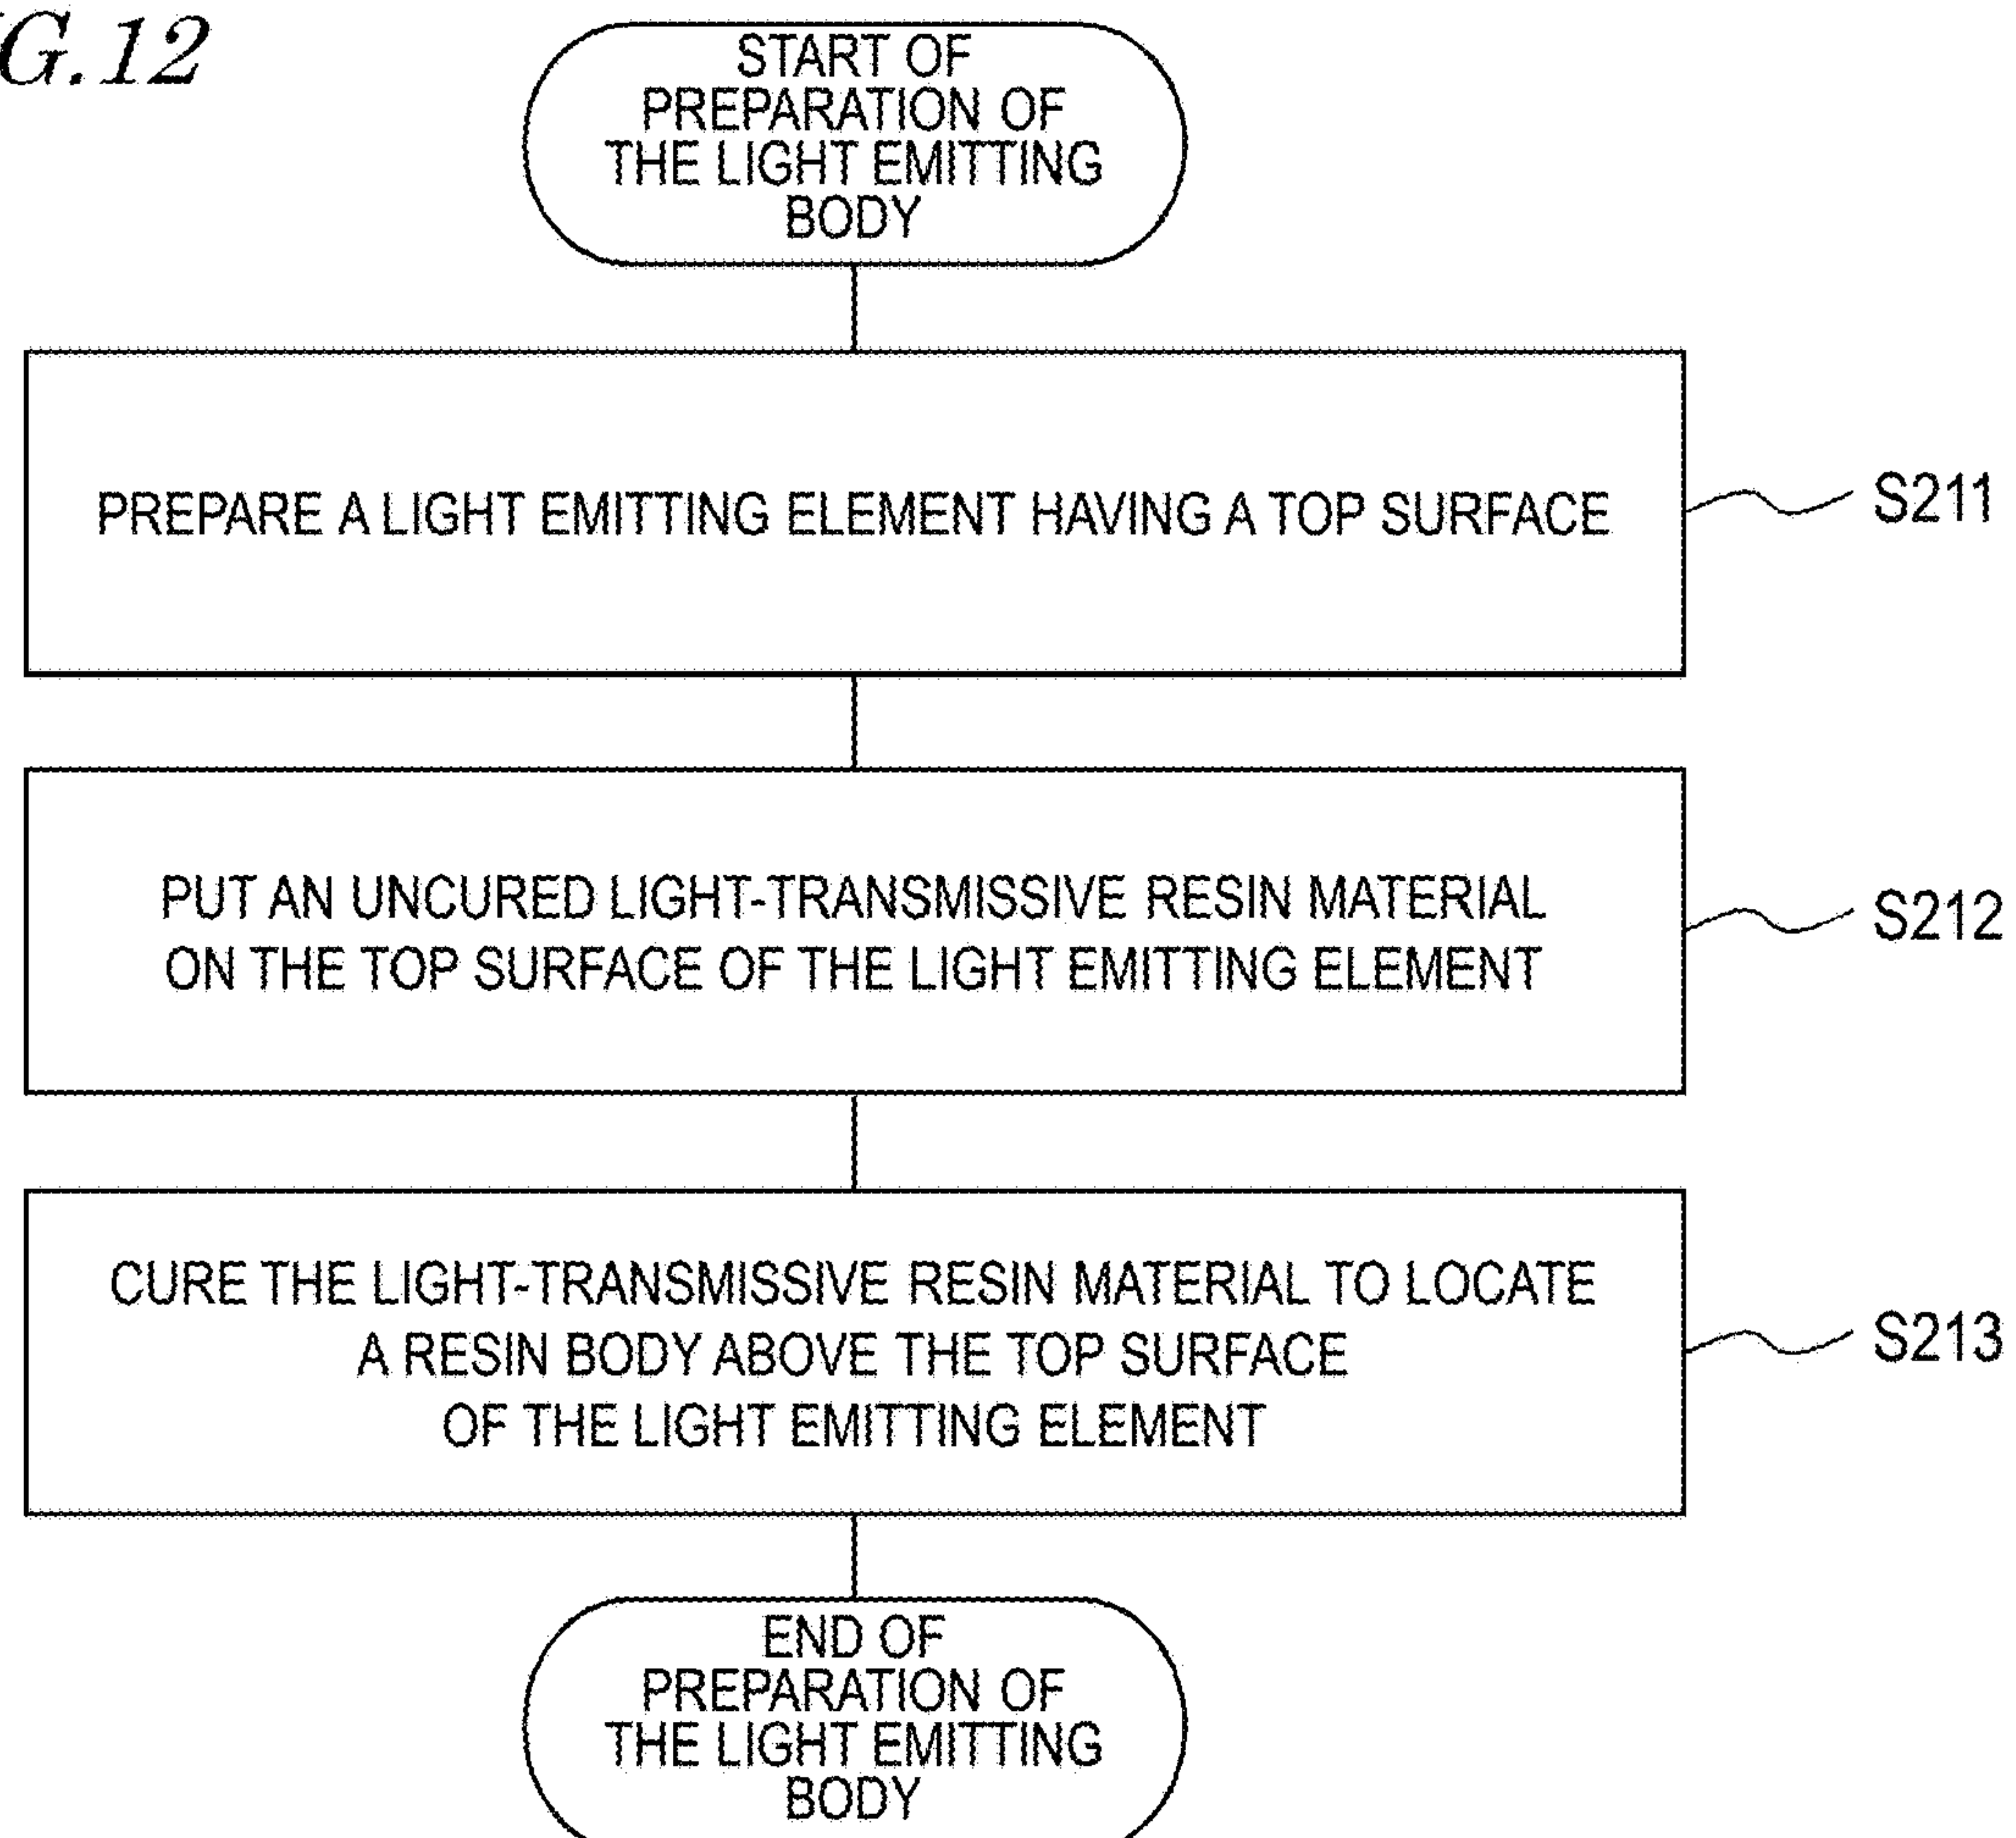 G.12
START OF
PREPARATION OF
THE LIGHT EMITTING
BODY
PREPARE A LIGHT EMITTING ELEMENT HAVING A TOP SURFACE
S211
PUT AN UNCURED LIGHT-TRANSMISSIVE RESIN MATERIAL
ON THE TOP SURFACE OF THE LIGHT EMITTING ELEMENT
S212
CURE THE LIGHT-TRANSMISSIVE RESIN MATERIAL TO LOCATE
A RESIN BODY ABOVE THE TOP SURFACE
OF THE LIGHT EMITTING ELEMENT
S213
END OF
PREPARATION OF
THE LIGHT EMITTING
BODY